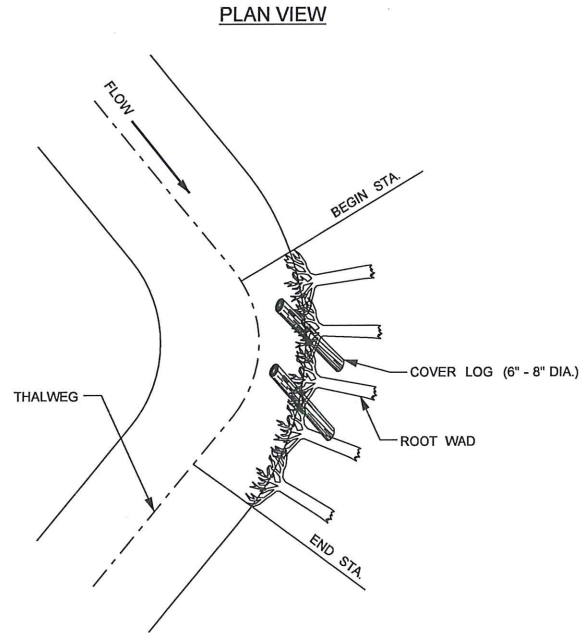 PLAN VIEW
FLOW
BEGIN STA.
COVER LOG (6" - 8" DIA.)
THALWEG
ROOT WAD
END STA.